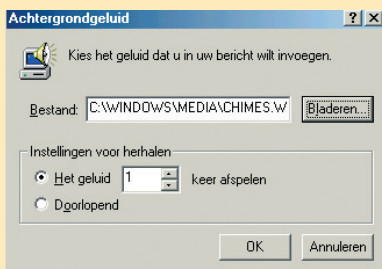 Achtergrondgeluid
Kies het geluid dat u in uw bericht wilt invoegen.
Bestand: C:\WINDOWS\MEDIA\CHIMES.W Bladeren...
Instellingen voor herhalen
Het geluid 1 keer afspelen
Doorlopend
OK Annuleren